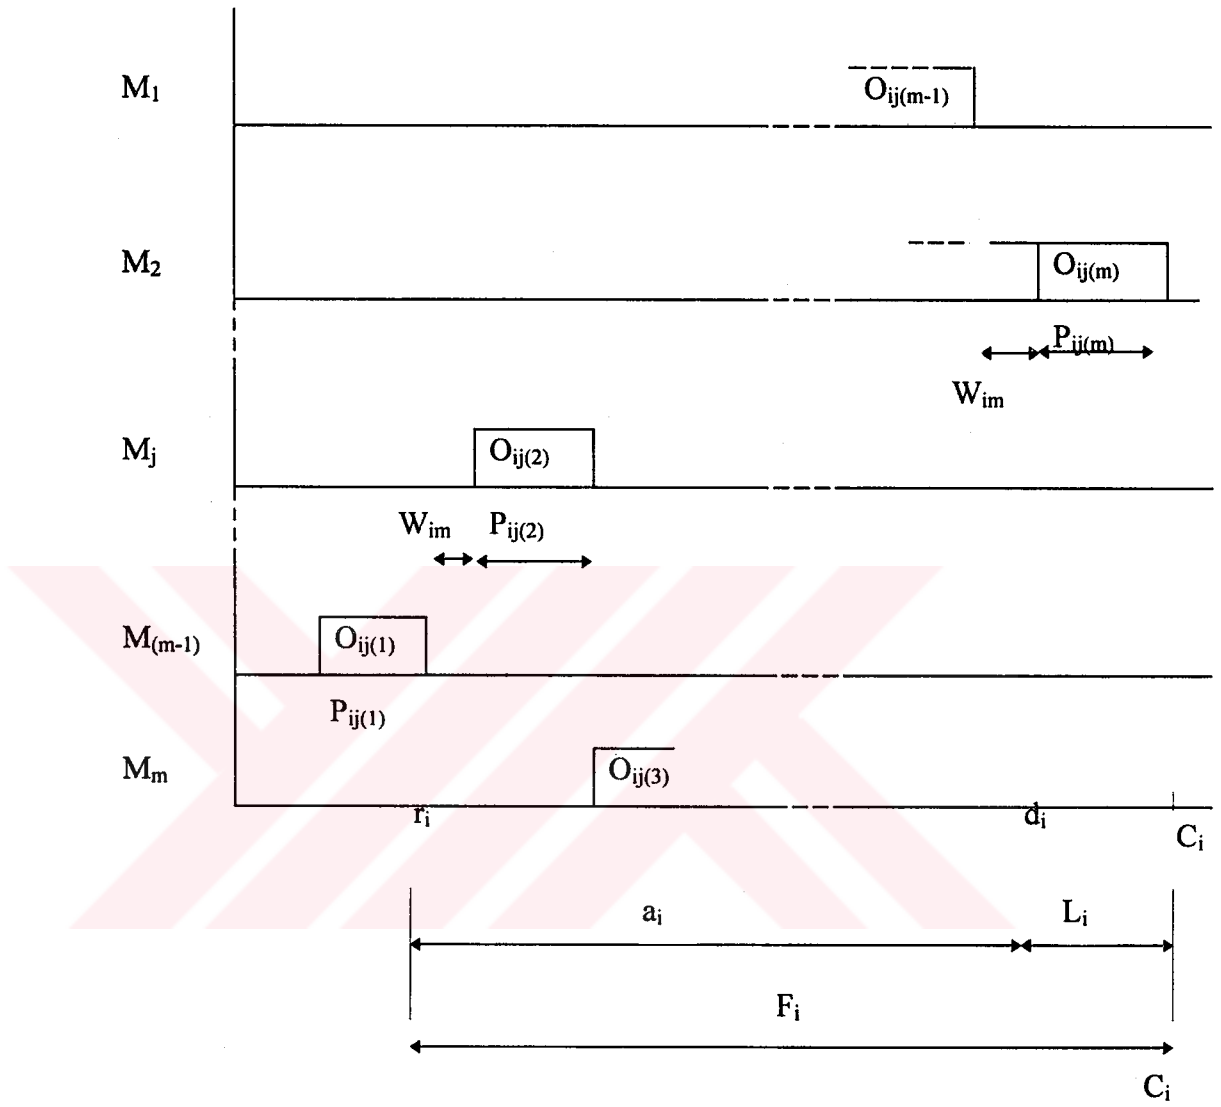 M1
Oij(m-1)
M2
Oij(m)
Pij(m)
Wim
Mj
Oij(2)
Wim Pij(2)
M(m-1)
Oij(1)
Pij(1)
Mm
Oij(3)
ri di
Ci
ai Li
Fi
Ci